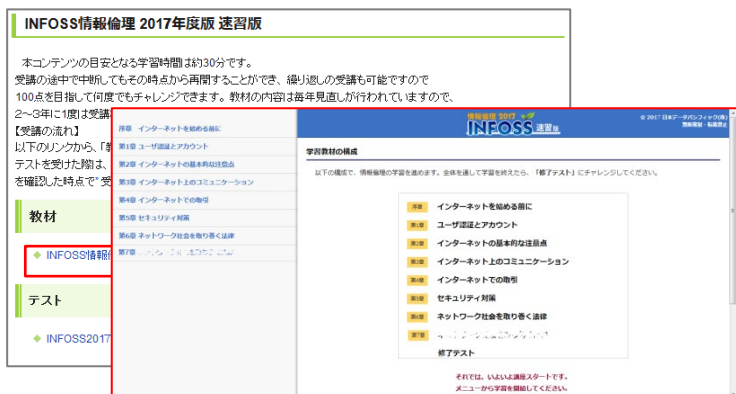 INFOSS情報倫理 2017年度版 速習版
本コンテンツの目安となる学習時間は約30分です。
受講の途中で中断してもその時点から再開することができ、繰り返しの受講も可能ですので
100点を目指して何度でもチャレンジできます。教材の内容は毎年見直しが行われていますので、
2～3年に1度は受講
【受講の流れ】
以下のリンクから、「教
テストを受けた際は、
を確認した時点で"受
教材
INFOSS情報倫
テスト
INFOSS2017
序章 インターネットを始める前に
第1章 ユーザ認証とアカウント
第2章 インターネットの基本的な注意点
第3章 インターネット上のコミュニケーション
第4章 インターネットでの取引
第5章 セキュリティ対策
第6章 ネットワーク社会を取り巻く法律
第7章
情報倫理 2017
INFOSS 速習版
© 2017 日本データパシフィック(株)
無断複製・転載禁止
学習教材の構成
以下の構成で、情報倫理の学習を進めます。全体を通して学習を終えたら、「修了テスト」にチャレンジしてください。
序章 インターネットを始める前に
第1章 ユーザ認証とアカウント
第2章 インターネットの基本的な注意点
第3章 インターネット上のコミュニケーション
第4章 インターネットでの取引
第5章 セキュリティ対策
第6章 ネットワーク社会を取り巻く法律
第7章
修了テスト
それでは、いよいよ講座スタートです。
メニューから学習を開始してください。